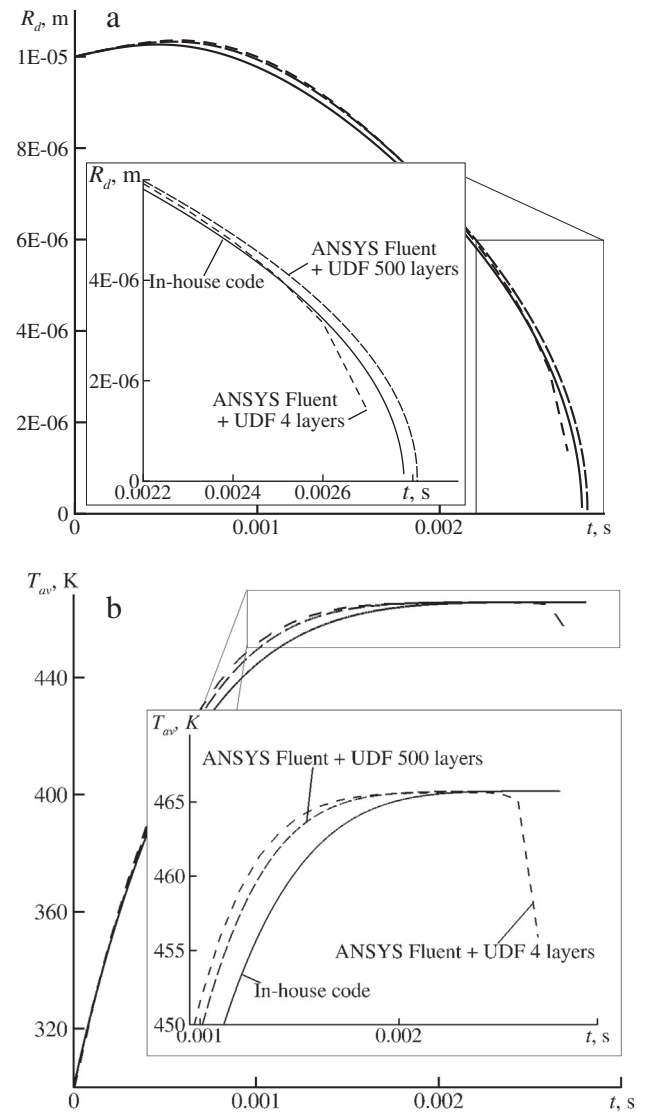 R_d, m
a
1E-05
8E-06
6E-06
4E-06
2E-06
0
0
0.001
0.002
t, s
R_d, m
4E-06
2E-06
0
0.0022
0.0024
0.0026
t, s
ANSYS Fluent
+ UDF 500 layers
In-house code
ANSYS Fluent
+ UDF 4 layers
T_av, K
b
440
400
360
320
0
0.001
0.002
t, s
T_av, K
465
460
455
450
0.001
0.002
t, s
ANSYS Fluent + UDF 500 layers
ANSYS Fluent + UDF 4 layers
In-house code